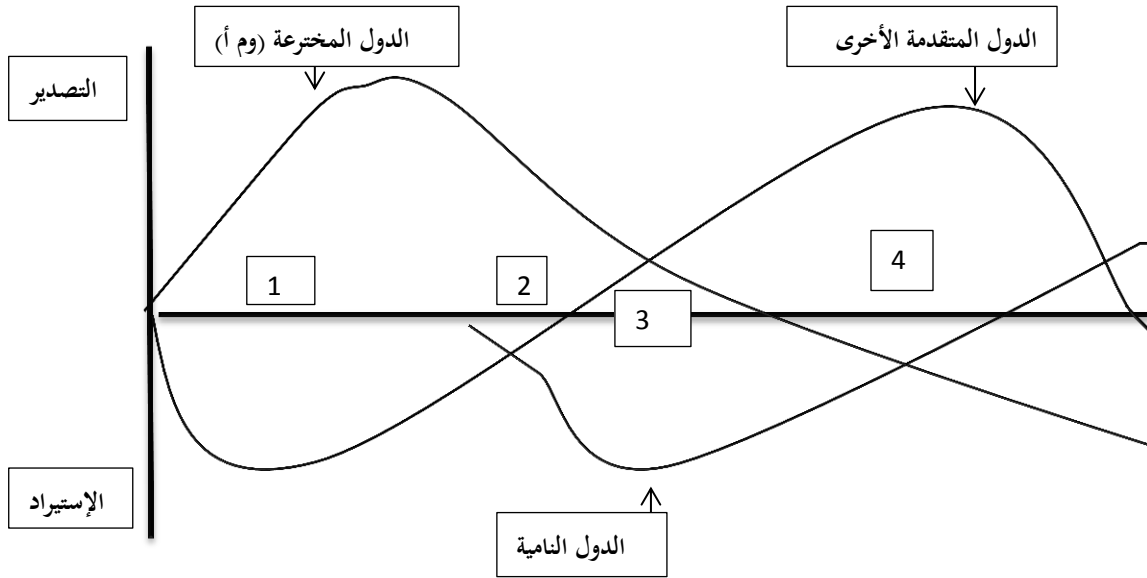 الدول المخترعة (وم أ)
الدول المتقدمة الأخرى
التصدير
1
2
3
4
الإستيراد
الدول النامية